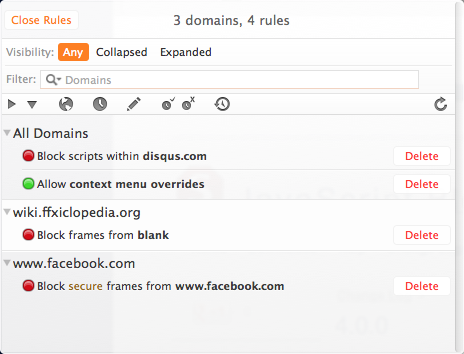 Close Rules
3 domains, 4 rules
Visibility: Any Collapsed Expanded
Filter: Domains
All Domains
Block scripts within disqus.com Delete
Allow context menu overrides Delete
wiki.ffxiclopedia.org
Block frames from blank Delete
www.facebook.com
Block secure frames from www.facebook.com Delete